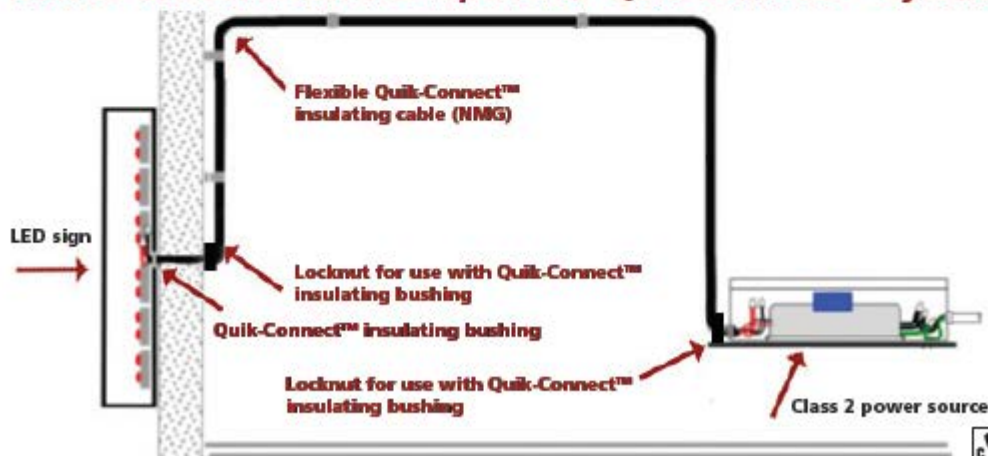 Flexible Quik-Connect™
insulating cable (NMG)
LED sign
Locknut for use with Quik-Connect™
insulating bushing
Quik-Connect™ insulating bushing
Locknut for use with Quik-Connect™
insulating bushing
Class 2 power source